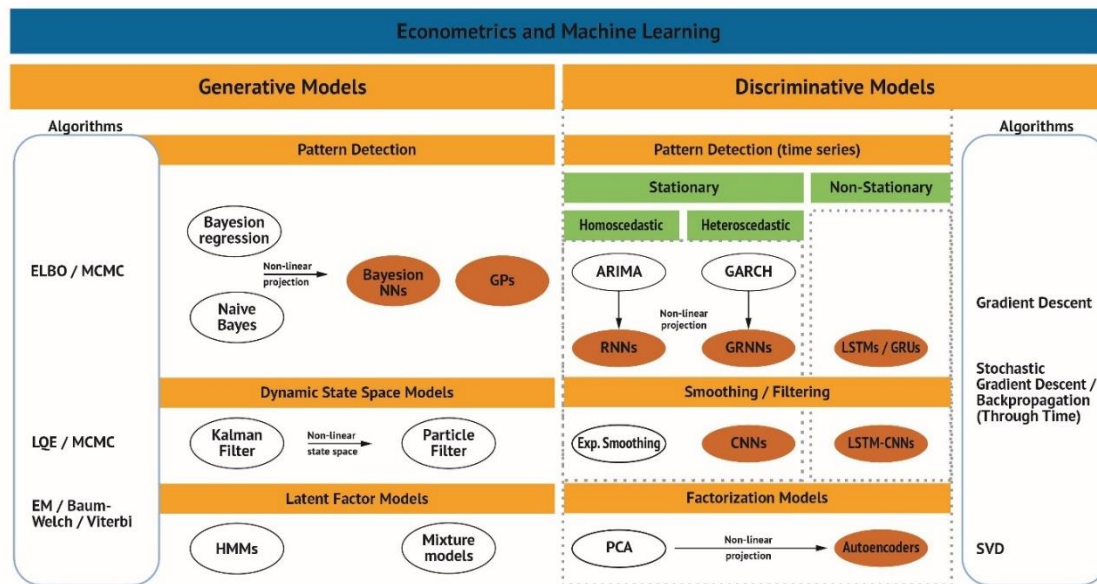 Econometrics and Machine Learning
Generative Models
Discriminative Models
Algorithms
Pattern Detection
Bayesion
regression
ELBO / MCMC
Non-linear
projection
Bayesion
NNs
GPs
Naive
Bayes
Dynamic State Space Models
LQE / MCMC
Kalman
Filter
Non-linear
state space
Particle
Filter
Latent Factor Models
EM / Baum-
Welch / Viterbi
HMMs
Mixture
models
Pattern Detection (time series)
Stationary
Non-Stationary
Homoscedastic
Heteroscedastic
ARIMA
GARCH
Non-linear
projection
RNNs
GRNNs
LSTMs / GRUs
Smoothing / Filtering
Exp. Smoothing
CNNs
LSTM-CNNs
Factorization Models
PCA
Non-linear
projection
Autoencoders
Algorithms
Gradient Descent
Stochastic
Gradient Descent /
Backpropagation
(Through Time)
SVD